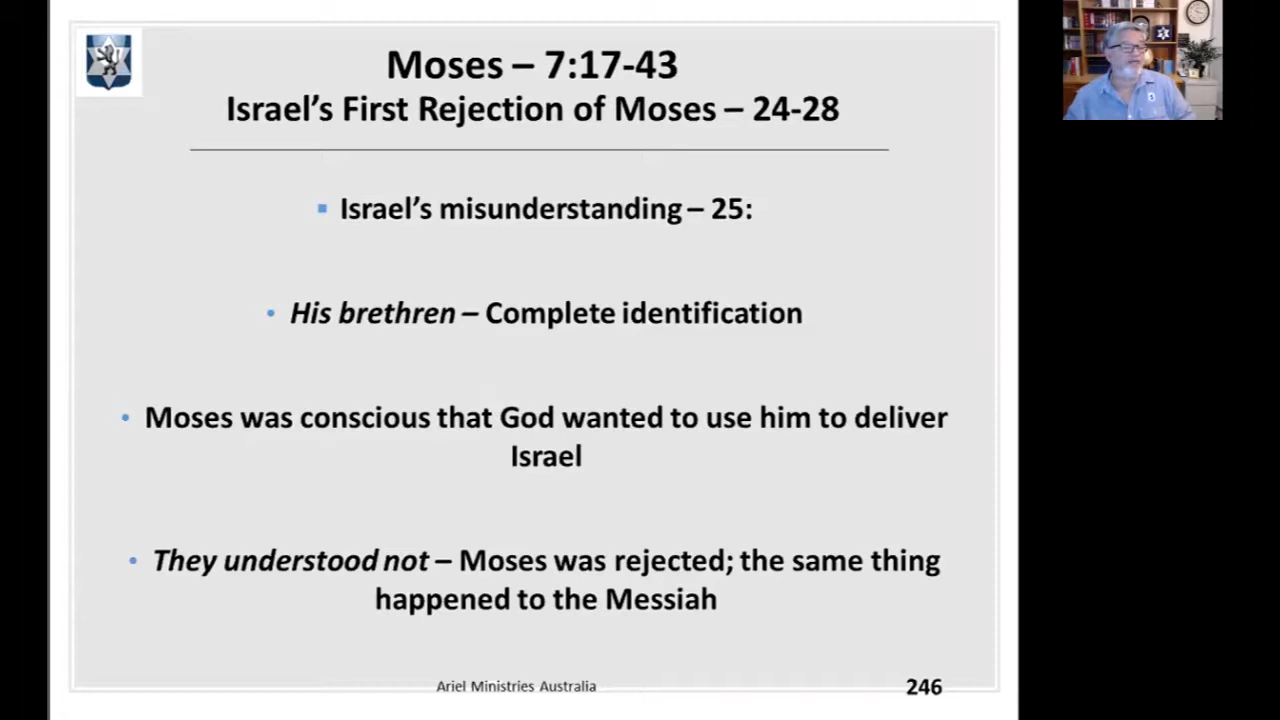 Moses – 7:17-43
Israel's First Rejection of Moses – 24-28
▪ Israel's misunderstanding – 25:
• His brethren – Complete identification
• Moses was conscious that God wanted to use him to deliver
Israel
• They understood not – Moses was rejected; the same thing
happened to the Messiah
Ariel Ministries Australia
246